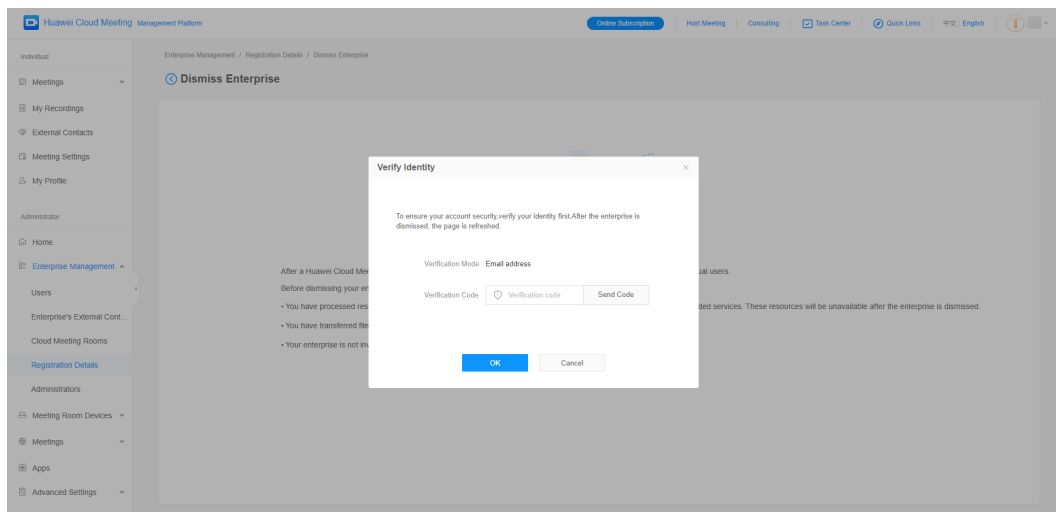 Huawei Cloud Meeting Management Platform
Online Subscription
Host Meeting
Consulting
Task Center
Quick Links
中文 | English
T
Individual
Meetings
My Recordings
External Contacts
Meeting Settings
My Profile
Administrator
Home
Enterprise Management
Users
Enterprise's External Cont...
Cloud Meeting Rooms
Registration Details
Administrators
Meeting Room Devices
Meetings
Apps
Advanced Settings
Enterprise Management / Registration Details / Dismiss Enterprise
Dismiss Enterprise
After a Huawei Cloud Mee
Before dismissing your en
• You have processed res
ded services. These resources will be unavailable after the enterprise is dismissed.
• You have transferred file
• Your enterprise is not inv
ual users.
Verify Identity
To ensure your account security,verify your identity first.After the enterprise is
dismissed, the page is refreshed.
Verification Mode Email address
Verification Code Verification code Send Code
OK Cancel